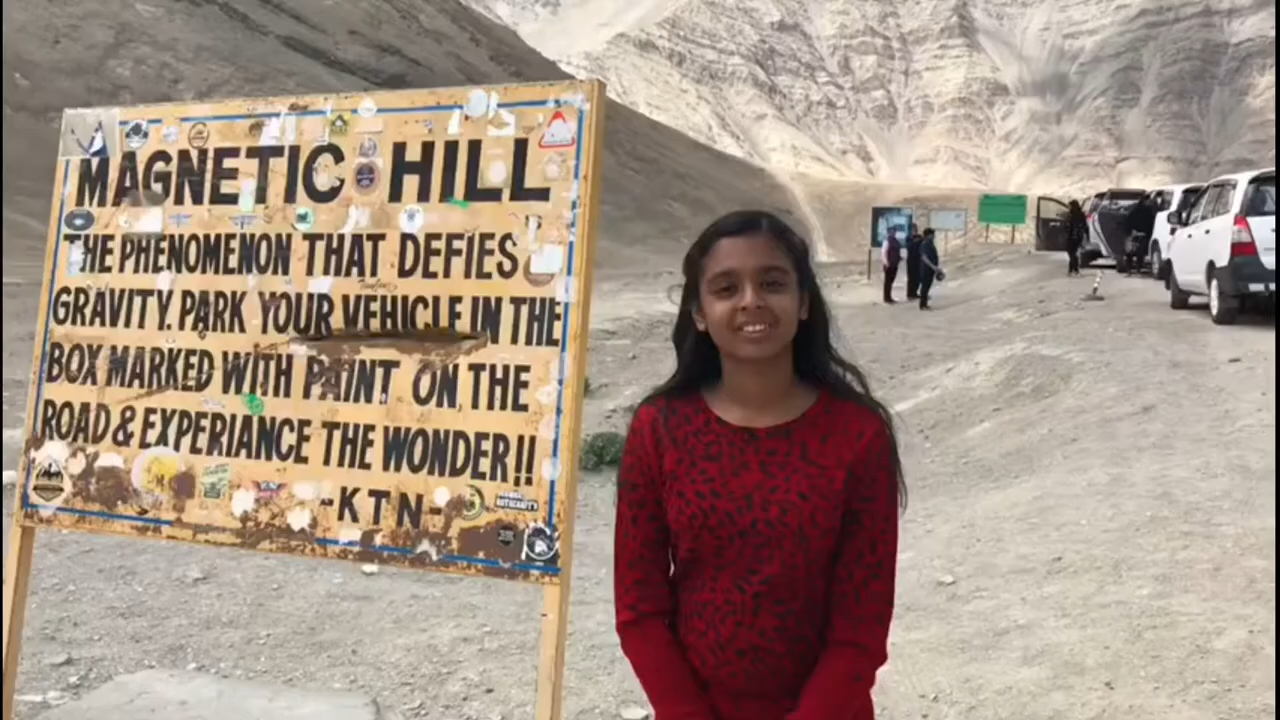 MAGNETIC HILL
THE PHENOMENON THAT DEFIES
GRAVITY. PARK YOUR VEHICLE IN THE
BOX MARKED WITH PAINT ON THE
ROAD & EXPERIANCE THE WONDER!!
-KTN-